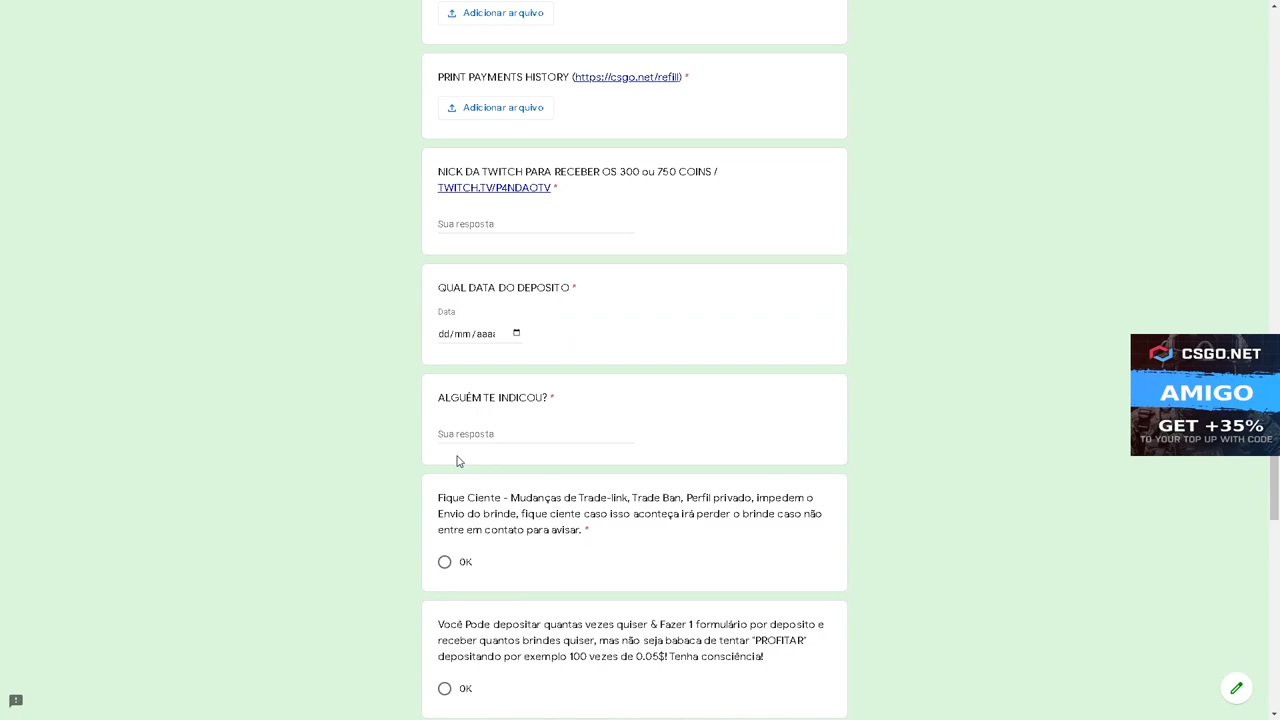 Adicionar arquivo
PRINT PAYMENTS HISTORY (https://csgo.net/refill) *
Adicionar arquivo
NICK DA TWITCH PARA RECEBER OS 300 ou 750 COINS /
TWITCH.TV/P4NDAOTV *
Sua resposta
QUAL DATA DO DEPOSITO *
Data
dd/mm/aaaa
ALGUÉM TE INDICOU? *
Sua resposta
CSGO.NET
AMIGO
GET +35%
TO YOUR TOP UP WITH CODE
Fique Ciente - Mudanças de Trade-link, Trade Ban, Perfil privado, impedem o
Envio do brinde, fique ciente caso isso aconteça irá perder o brinde caso não
entre em contato para avisar. *
OK
Você Pode depositar quantas vezes quiser & Fazer 1 formulário por deposito e
receber quantos brindes quiser, mas não seja babaca de tentar "PROFITAR"
depositando por exemplo 100 vezes de 0.05$! Tenha consciência!
OK